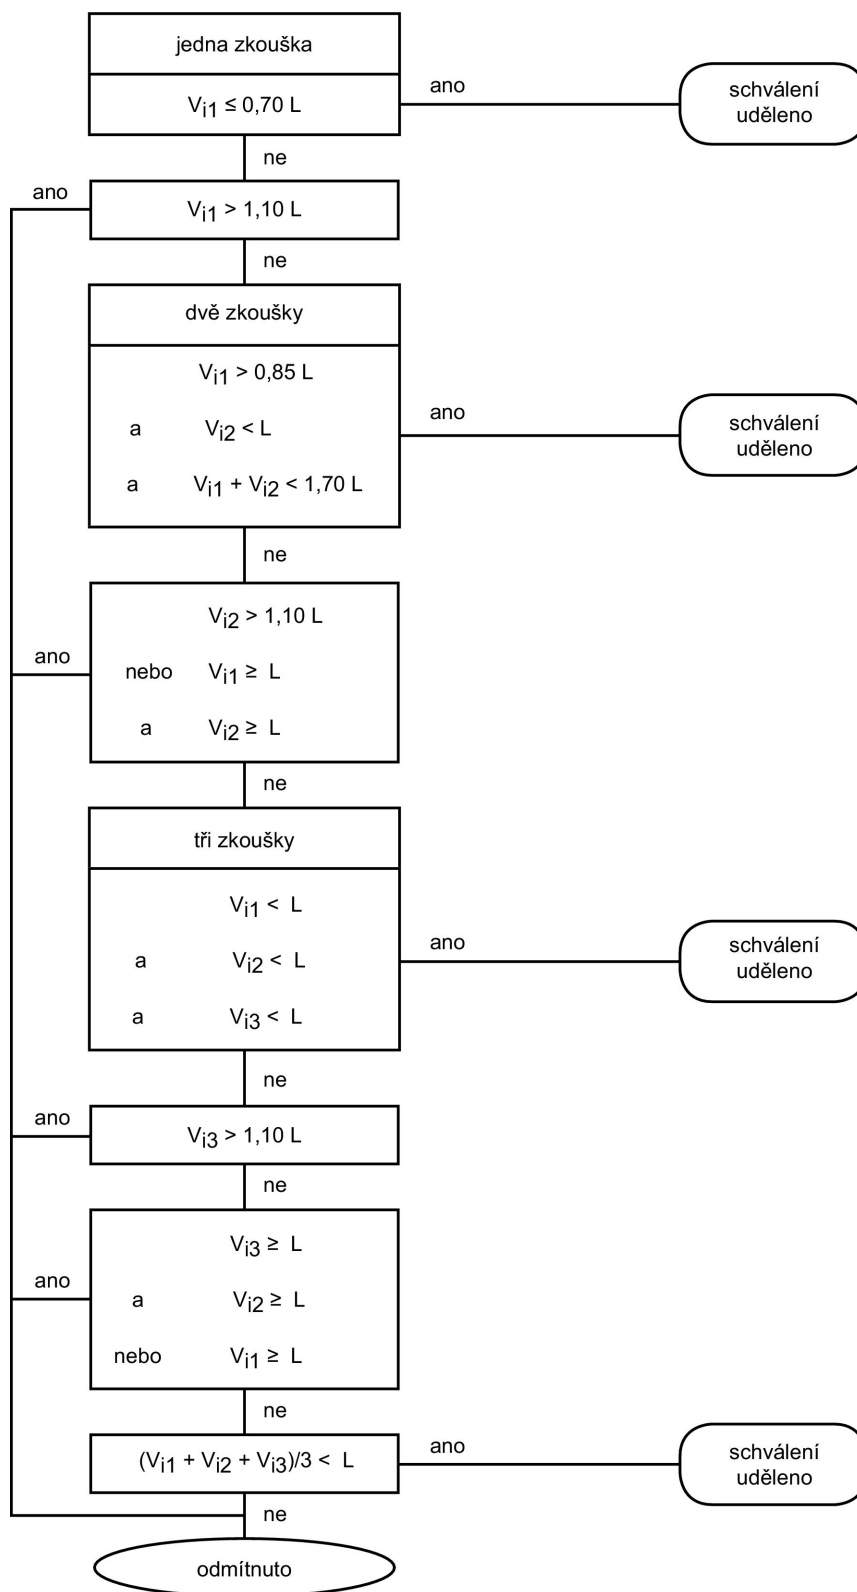 jedna zkouška
Vi1 ≤ 0,70 L
ano
schválení
uděleno
ne
ano
Vi1 > 1,10 L
ne
dvě zkoušky
Vi1 > 0,85 L
a Vi2 < L
a Vi1 + Vi2 < 1,70 L
ano
schválení
uděleno
ne
Vi2 > 1,10 L
ano
nebo Vi1 ≥ L
a Vi2 ≥ L
ne
tři zkoušky
Vi1 < L
a Vi2 < L
a Vi3 < L
ano
schválení
uděleno
ne
ano
Vi3 > 1,10 L
ne
Vi3 ≥ L
ano
a Vi2 ≥ L
nebo Vi1 ≥ L
ne
(Vi1 + Vi2 + Vi3)/3 < L
ano
schválení
uděleno
ne
odmítnuto